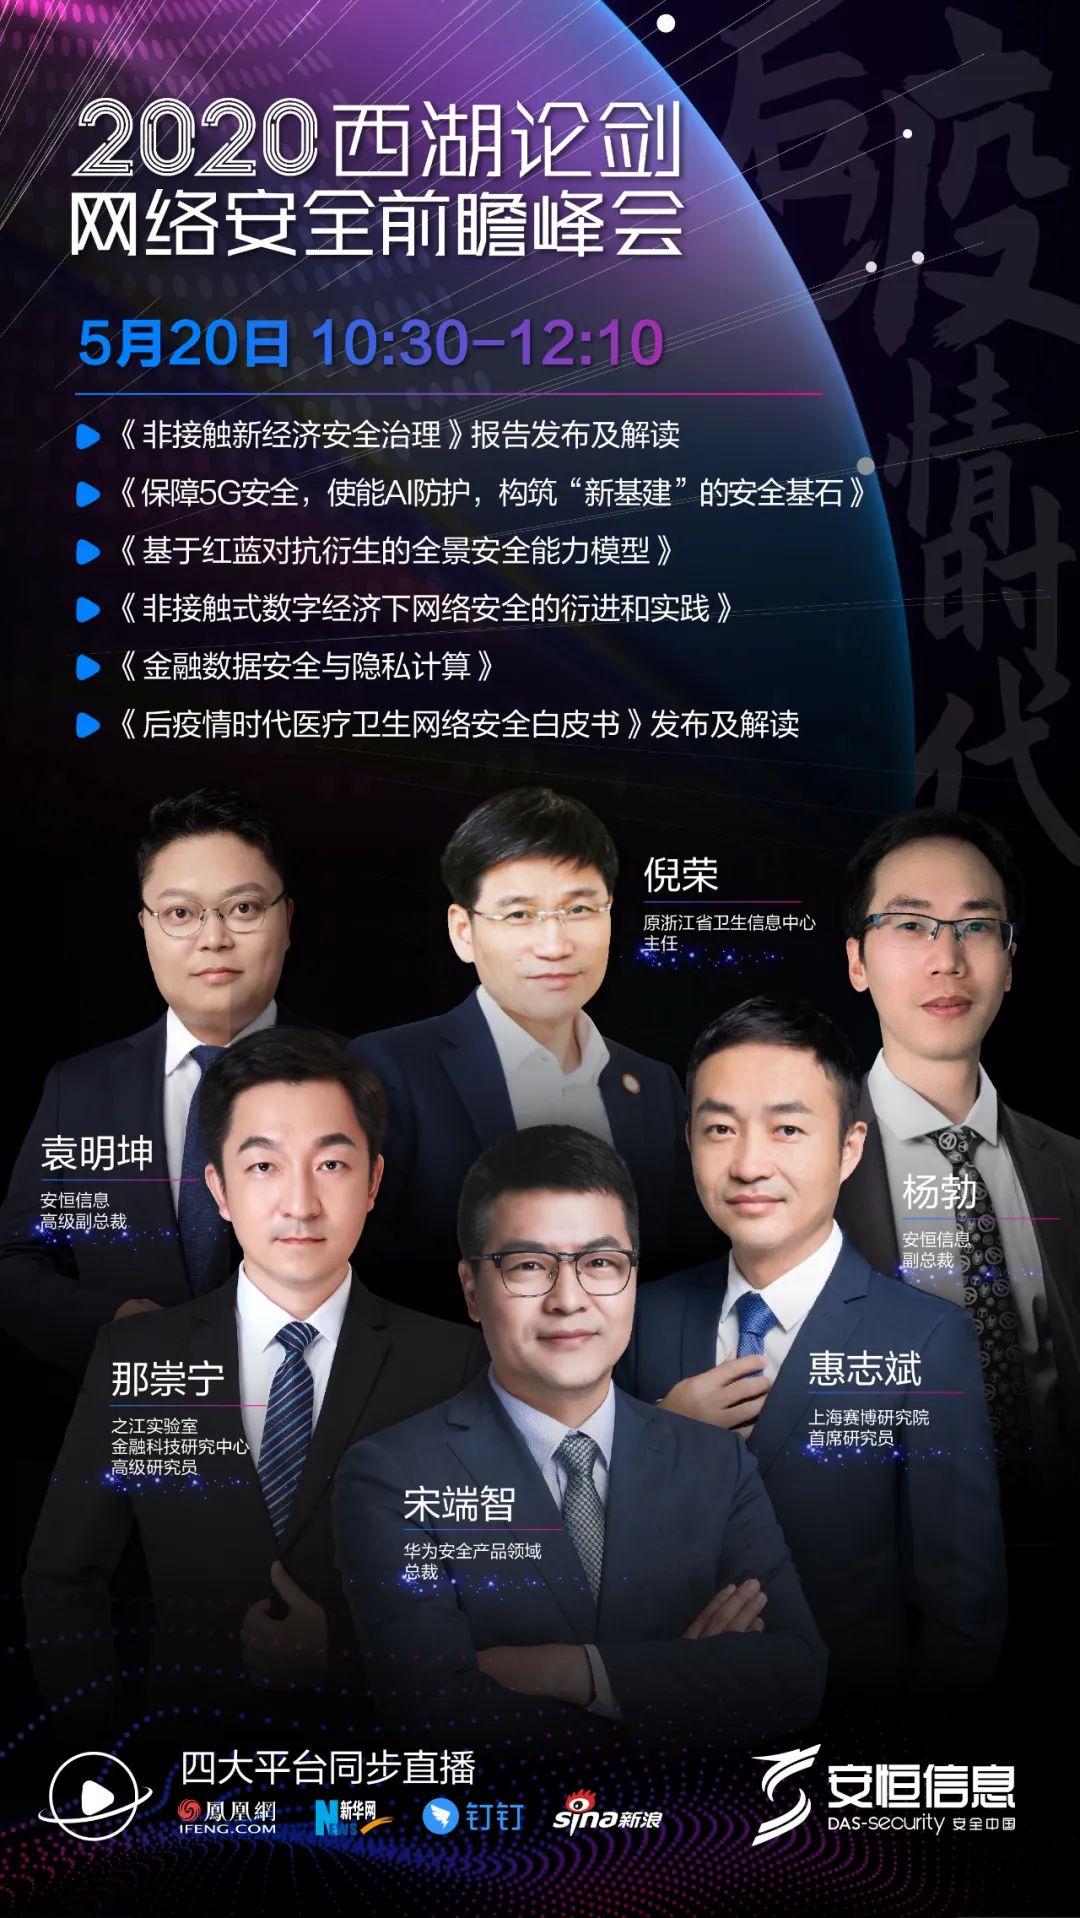 2020西湖论剑
网络安全前瞻峰会
后疫情时代
5月20日 10:30-12:10
《非接触新经济安全治理》报告发布及解读
《保障5G安全，使能AI防护，构筑“新基建”的安全基石》
《基于红蓝对抗衍生的全景安全能力模型》
《非接触式数字经济下网络安全的衍进和实践》
《金融数据安全与隐私计算》
《后疫情时代医疗卫生网络安全白皮书》发布及解读
倪荣
原浙江省卫生信息中心
主任
袁明坤
安恒信息
高级副总裁
杨勃
安恒信息
副总裁
那崇宁
之江实验室
金融科技研究中心
高级研究员
惠志斌
上海赛博研究院
首席研究员
宋端智
华为安全产品领域
总裁
四大平台同步直播
鳳凰網
IFENG.COM
新华网
NEWS
钉钉
sina新浪
安恒信息
DAS-security 安全中国